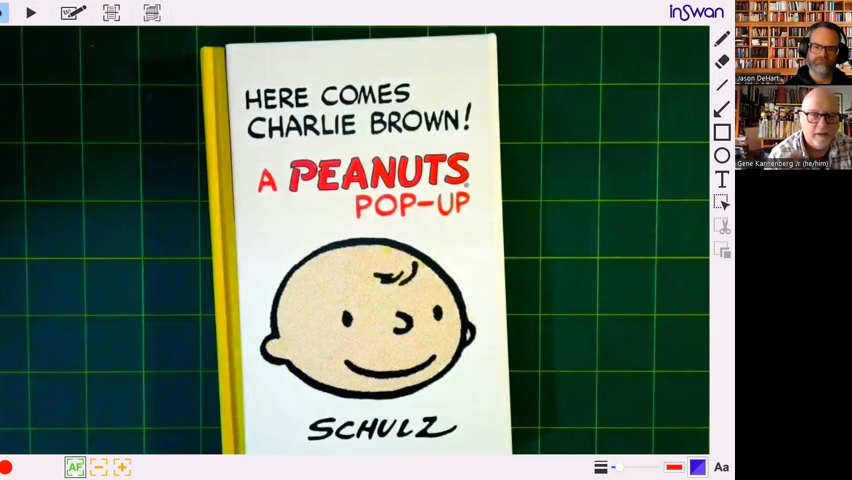 inswan
HERE COMES
CHARLIE BROWN!
A PEANUTS
POP-UP
SCHULZ
Jason DeHart
Gene Kannenberg Jr (he/him)
T
AF
Aa